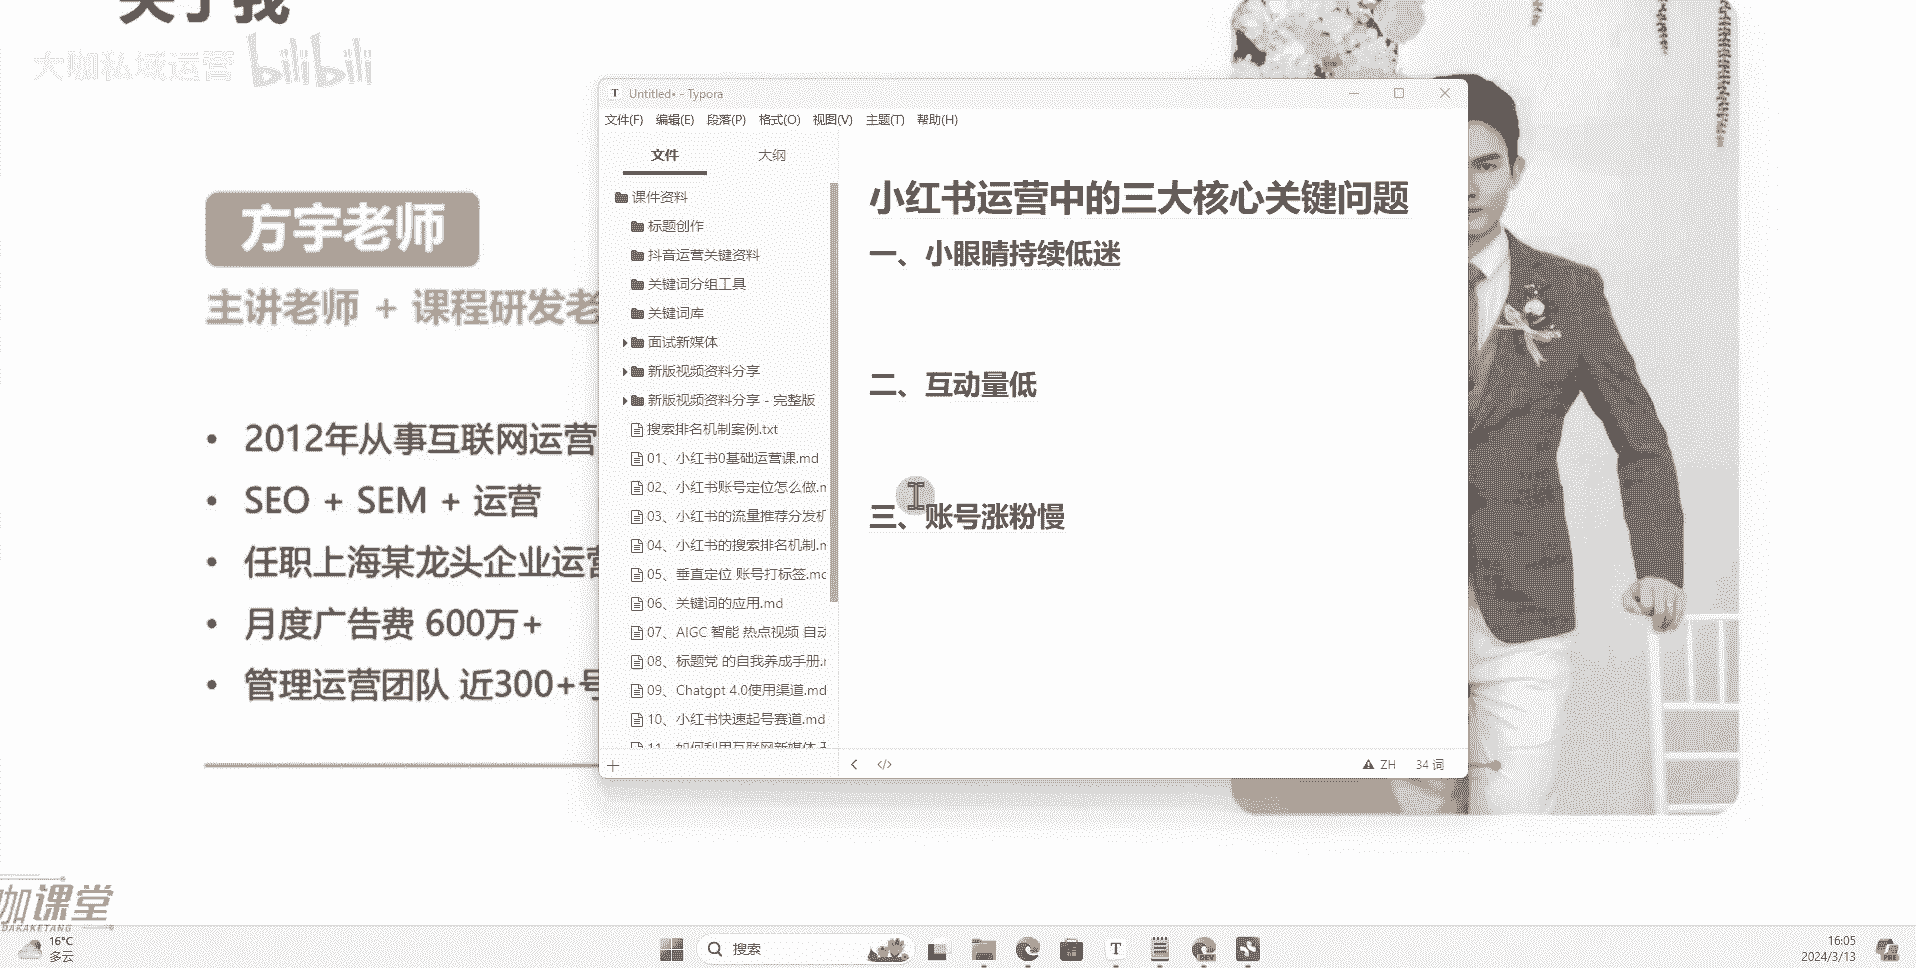 关于我
大咖私域运营 bilibili
方宇老师
主讲老师 + 课程研发老
• 2012年从事互联网运营
• SEO + SEM + 运营
• 任职上海某龙头企业运营
• 月度广告费 600万+
• 管理运营团队 近300+号
Untitled• - Typora
文件(F) 编辑(E) 段落(P) 格式(O) 视图(V) 主题(T) 帮助(H)
文件 大纲
课件资料
标题创作
抖音运营关键资料
关键词分组工具
关键词库
面试新媒体
新版视频资料分享
新版视频资料分享 - 完整版
搜索排名机制案例.txt
01、小红书0基础运营课.md
02、小红书账号定位怎么做.m
03、小红书的流量推荐分发机
04、小红书的搜索排名机制.m
05、垂直定位 账号打标签.md
06、关键词的应用.md
07、AIGC 智能 热点视频 自动
08、标题党 的自我养成手册.m
09、Chatgpt 4.0使用渠道.md
10、小红书快速起号赛道.md
11、如何利用互联网新媒体
小红书运营中的三大核心关键问题
一、小眼睛持续低迷
二、互动量低
三、账号涨粉慢
ZH 34 词
咖课堂
DAKAKETANG
16°C
多云
搜索
16:05
2024/3/13